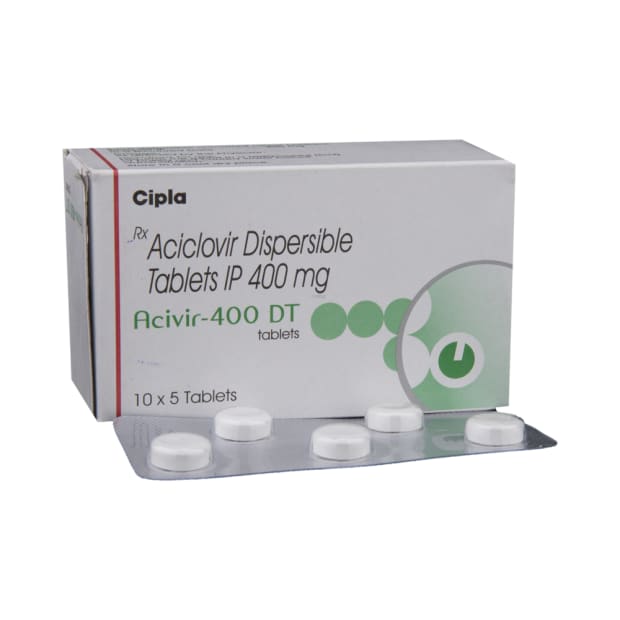 Cipla
Rx
Aciclovir Dispersible
Tablets IP 400 mg
Acivir-400 DT
tablets
10 x 5 Tablets